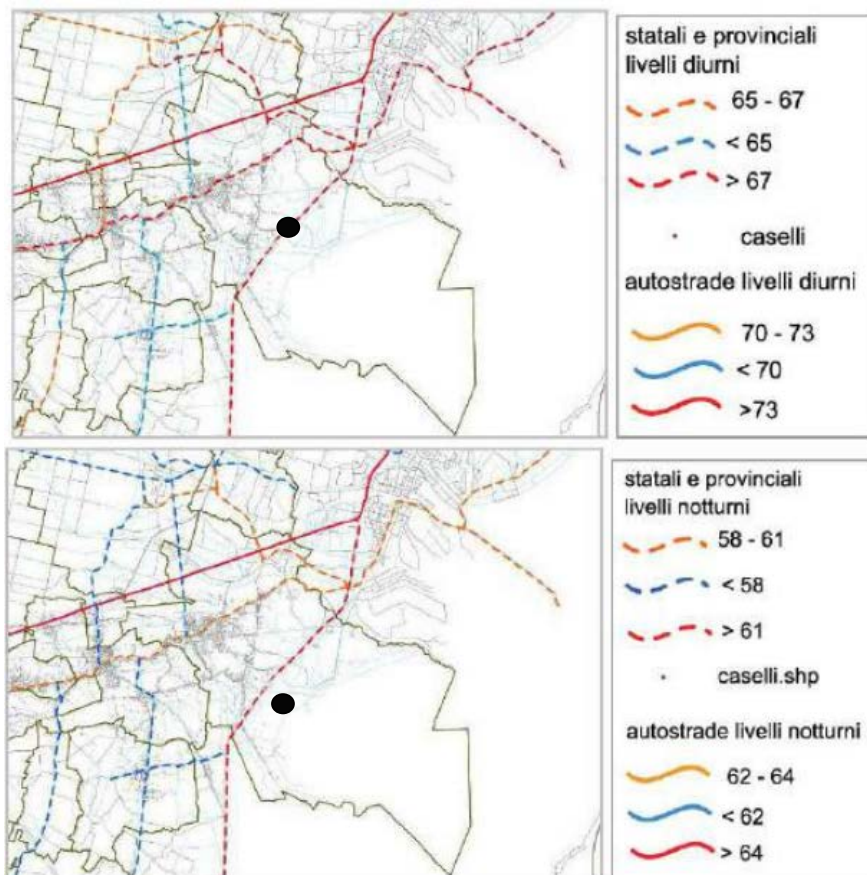 statali e provinciali
livelli diurni
65 - 67
< 65
> 67
caselli
autostrade livelli diurni
70 - 73
< 70
>73
statali e provinciali
livelli notturni
58 - 61
< 58
> 61
caselli.shp
autostrade livelli notturni
62 - 64
< 62
> 64